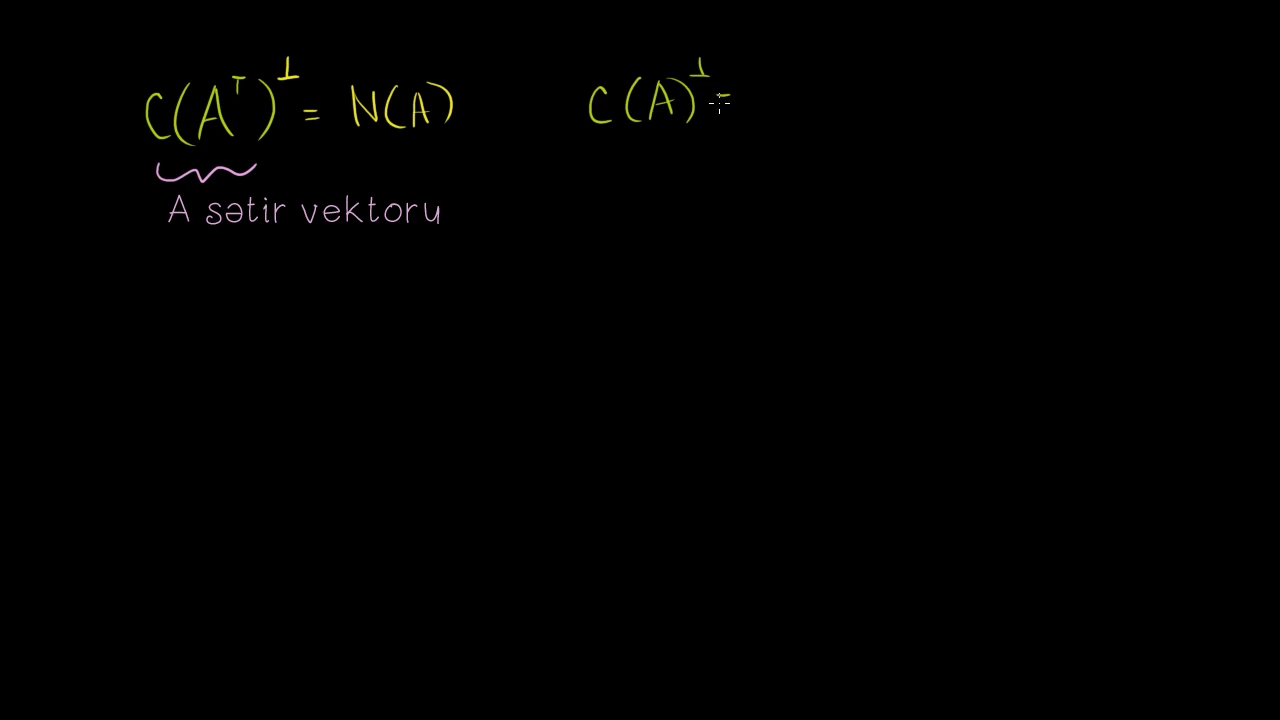 C(Aᵀ)^⊥ = N(A) C(A)^⊥ =
A sətir vektoru